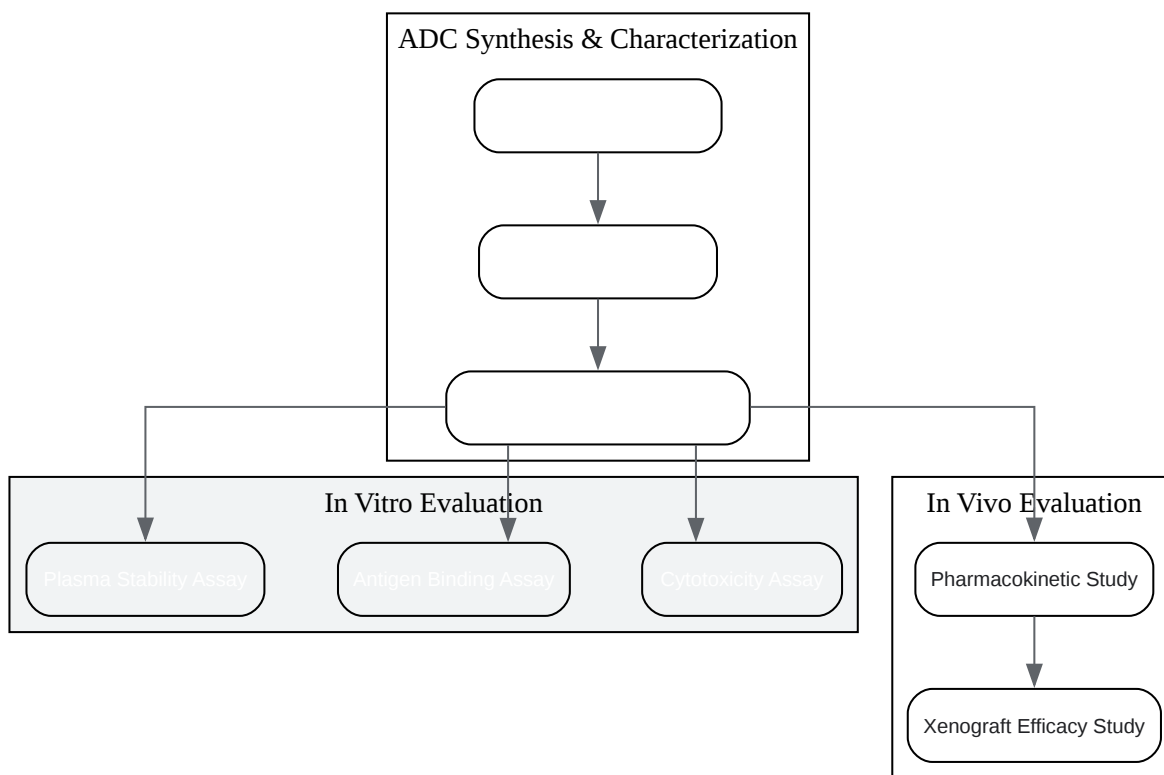 ADC Synthesis & Characterization
In Vitro Evaluation
In Vivo Evaluation
Plasma Stability Assay
Antigen Binding Assay
Cytotoxicity Assay
Pharmacokinetic Study
Xenograft Efficacy Study